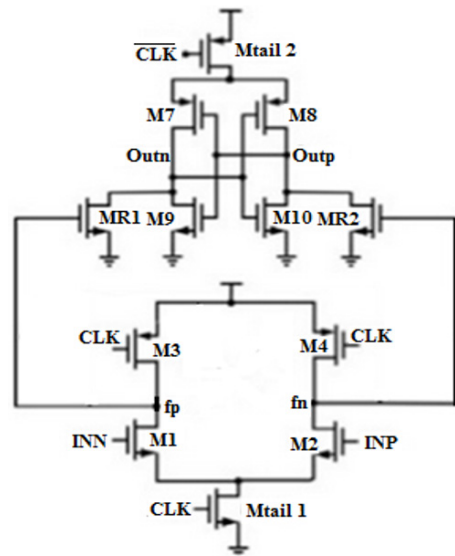 CLK
Mtail 2
M7
M8
Outn
Outp
MR1
M9
M10
MR2
CLK
M3
M4
CLK
fp
fn
INN
M1
M2
INP
CLK
Mtail 1